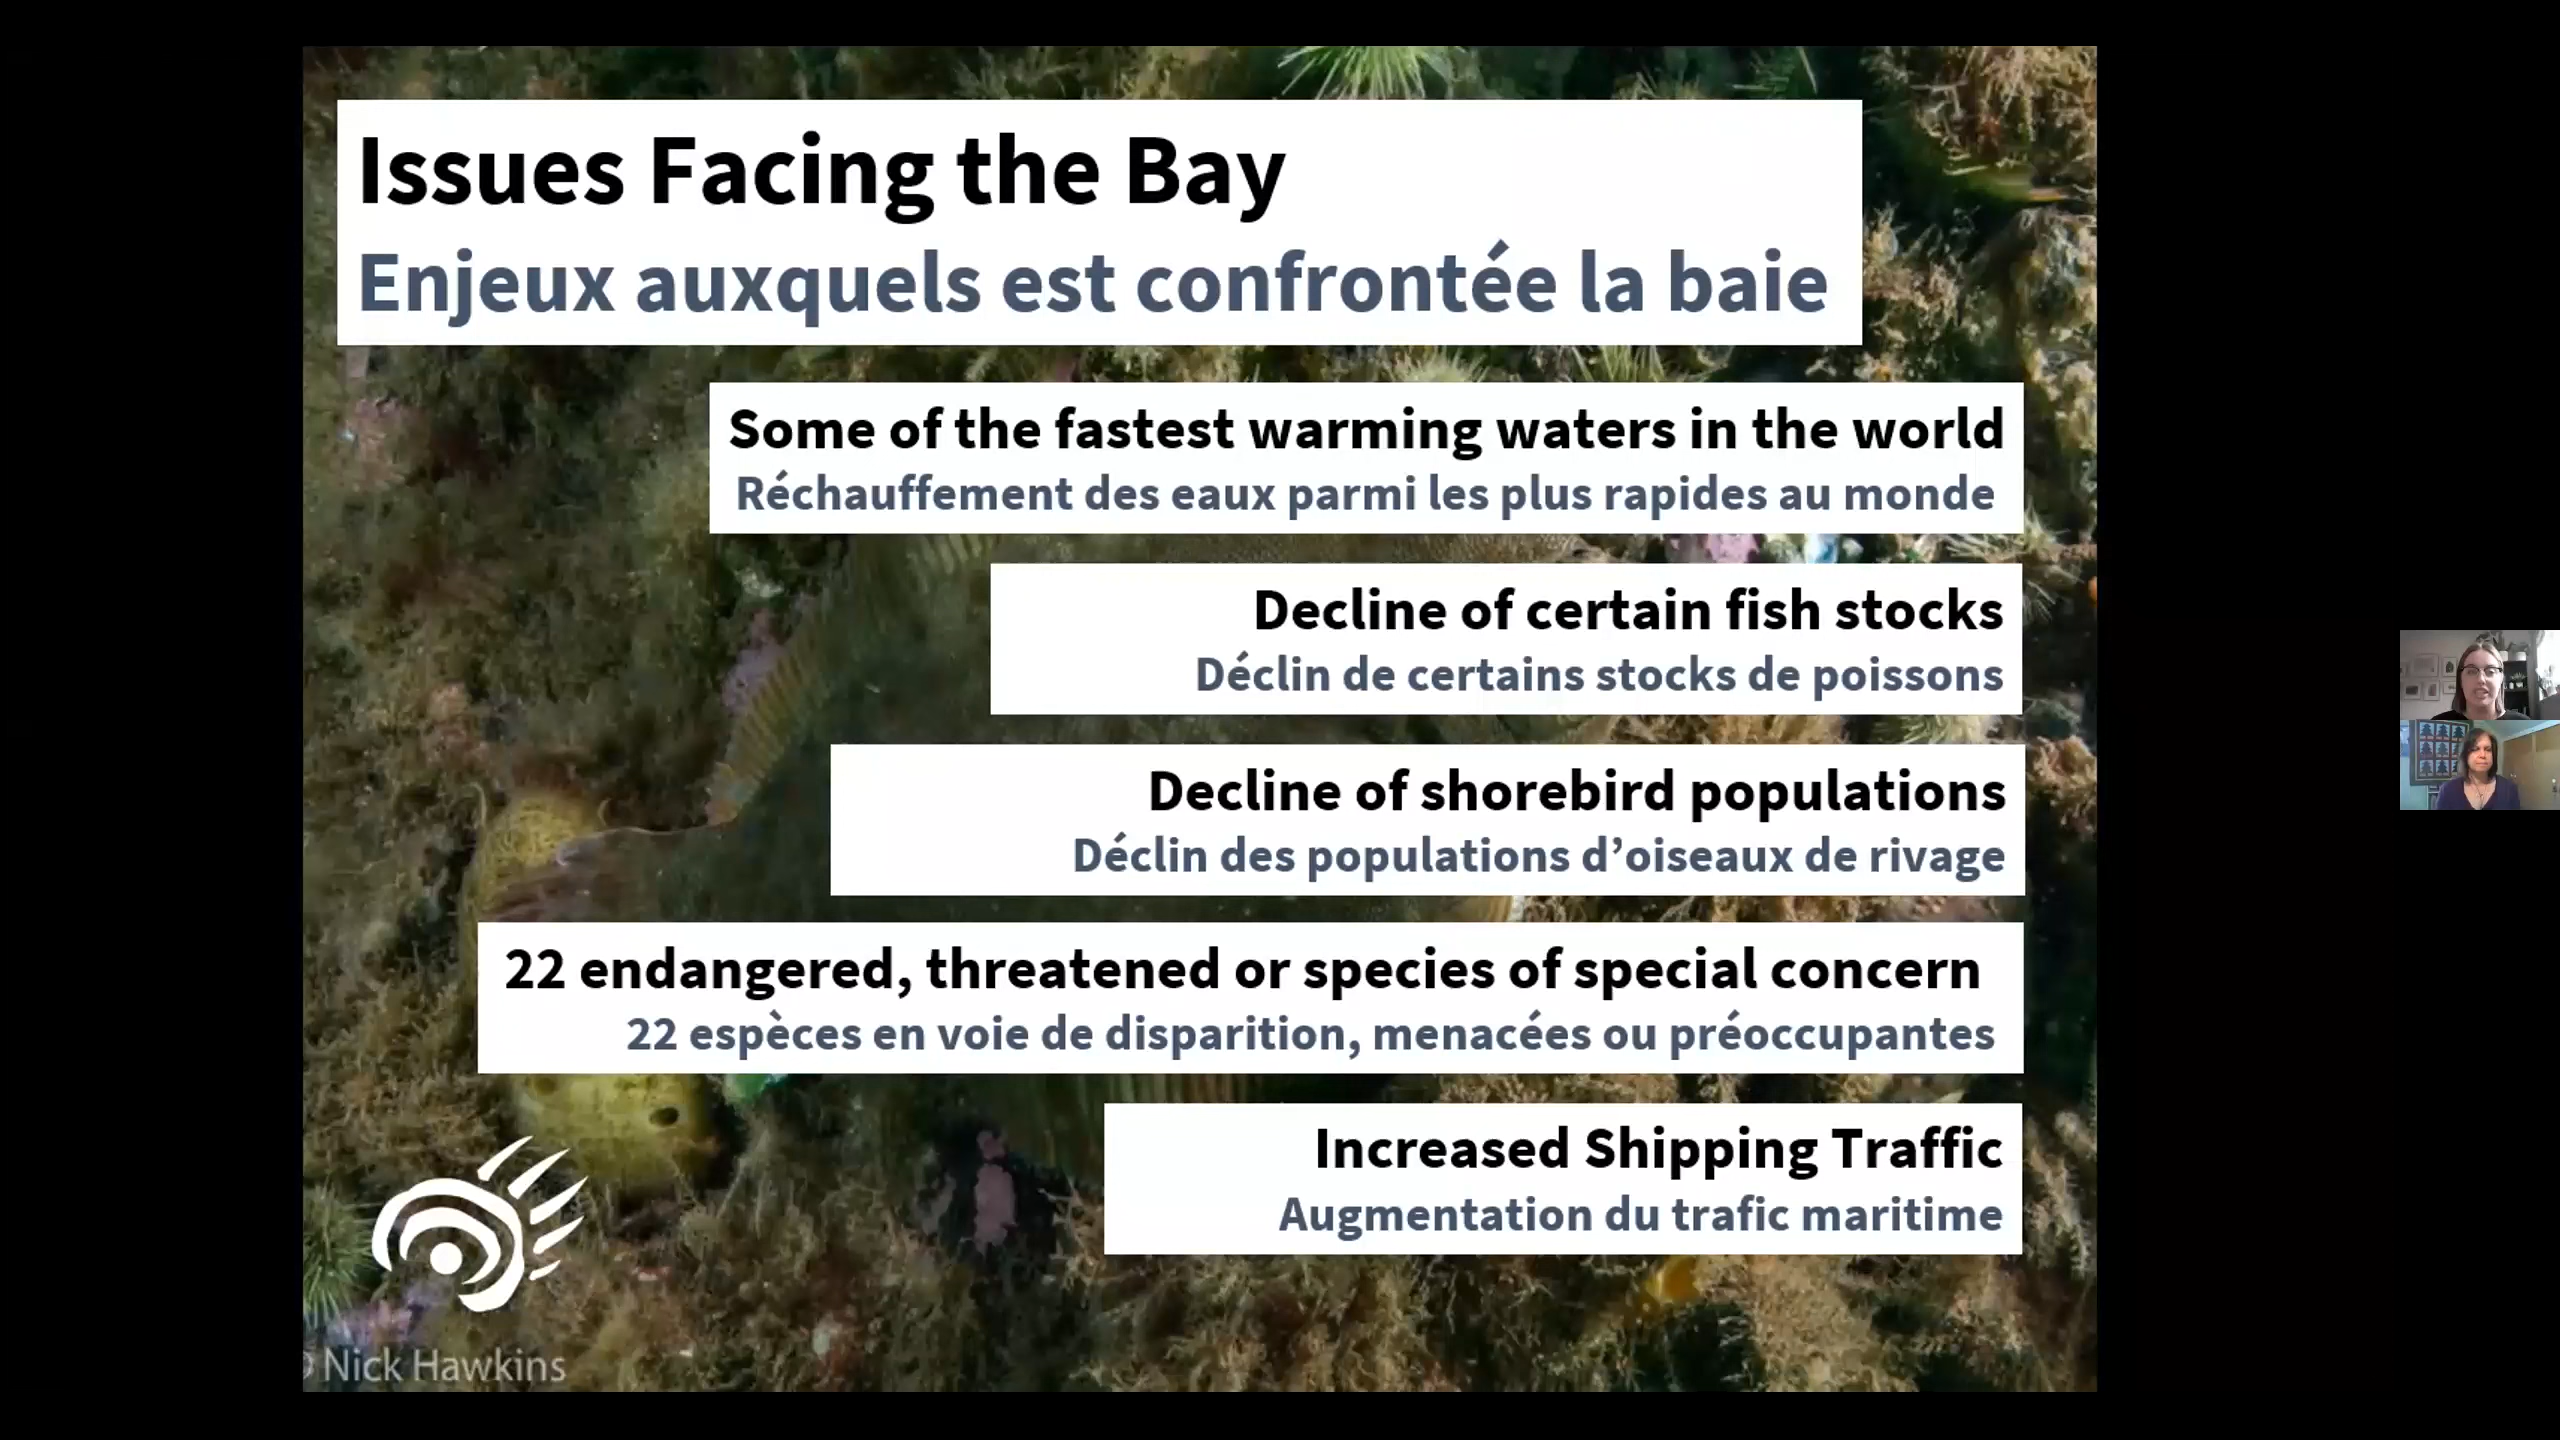 Issues Facing the Bay
Enjeux auxquels est confrontée la baie
Some of the fastest warming waters in the world
Réchauffement des eaux parmi les plus rapides au monde
Decline of certain fish stocks
Déclin de certains stocks de poissons
Decline of shorebird populations
Déclin des populations d’oiseaux de rivage
22 endangered, threatened or species of special concern
22 espèces en voie de disparition, menacées ou préoccupantes
Increased Shipping Traffic
Augmentation du trafic maritime
© Nick Hawkins